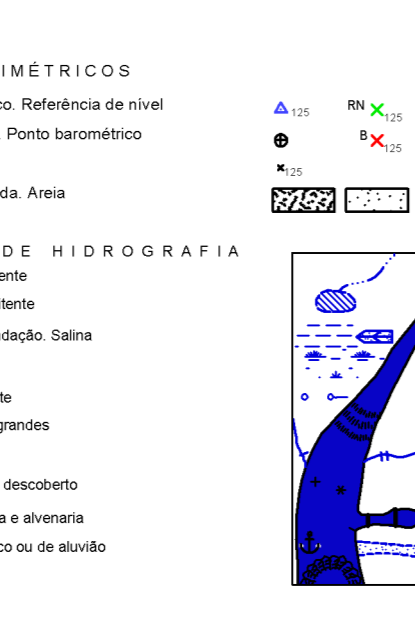 IMÉTRICOS
co. Referência de nível
. Ponto barométrico
da. Areia
125
RN 125
B 125
125
DE HIDROGRAFIA
ente
itente
dação. Salina
te
grandes
descoberto
a e alvenaria
co ou de aluvião